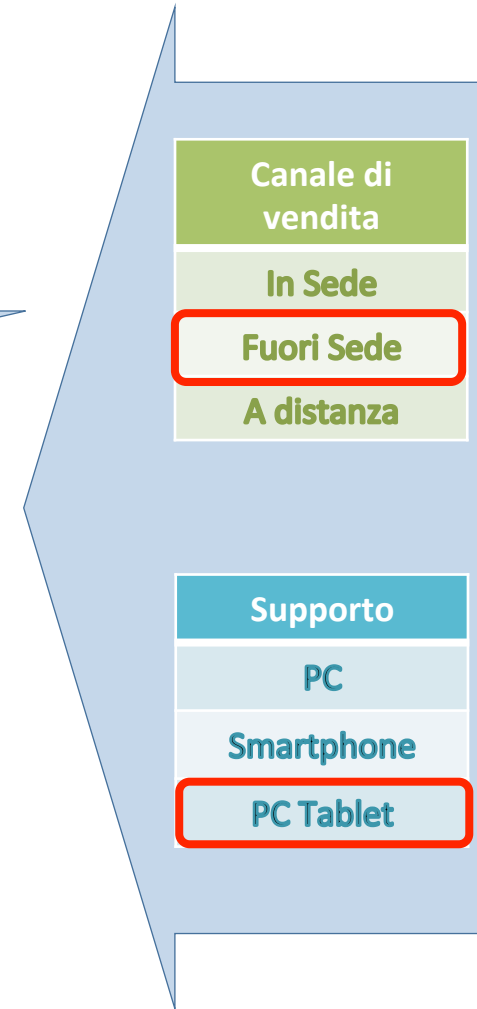 Canale di
vendita
In Sede
Fuori Sede
A distanza
Supporto
PC
Smartphone
PC Tablet